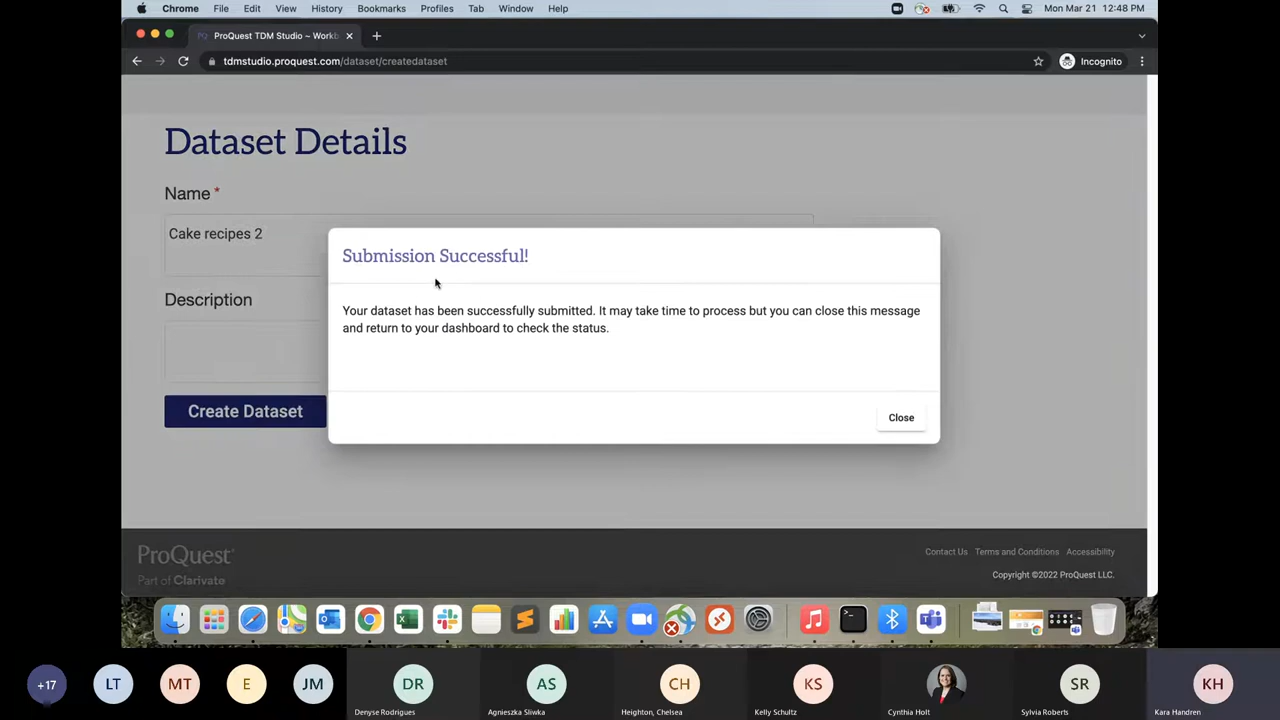 Chrome File Edit View History Bookmarks Profiles Tab Window Help Mon Mar 21 12:48 PM
ProQuest TDM Studio – Workb
tdmstudio.proquest.com/dataset/createdataset Incognito
Dataset Details
Name *
Cake recipes 2
Submission Successful!
Description
Your dataset has been successfully submitted. It may take time to process but you can close this message
and return to your dashboard to check the status.
Create Dataset
Close
ProQuest
Part of Clarivate
Contact Us Terms and Conditions Accessibility
Copyright ©2022 ProQuest LLC.
+17 LT MT E JM DR AS CH KS SR KH
Denyse Rodrigues Agnieszka Sliwka Heighton, Chelsea Kelly Schultz Cynthia Holt Sylvia Roberts Kara Handren